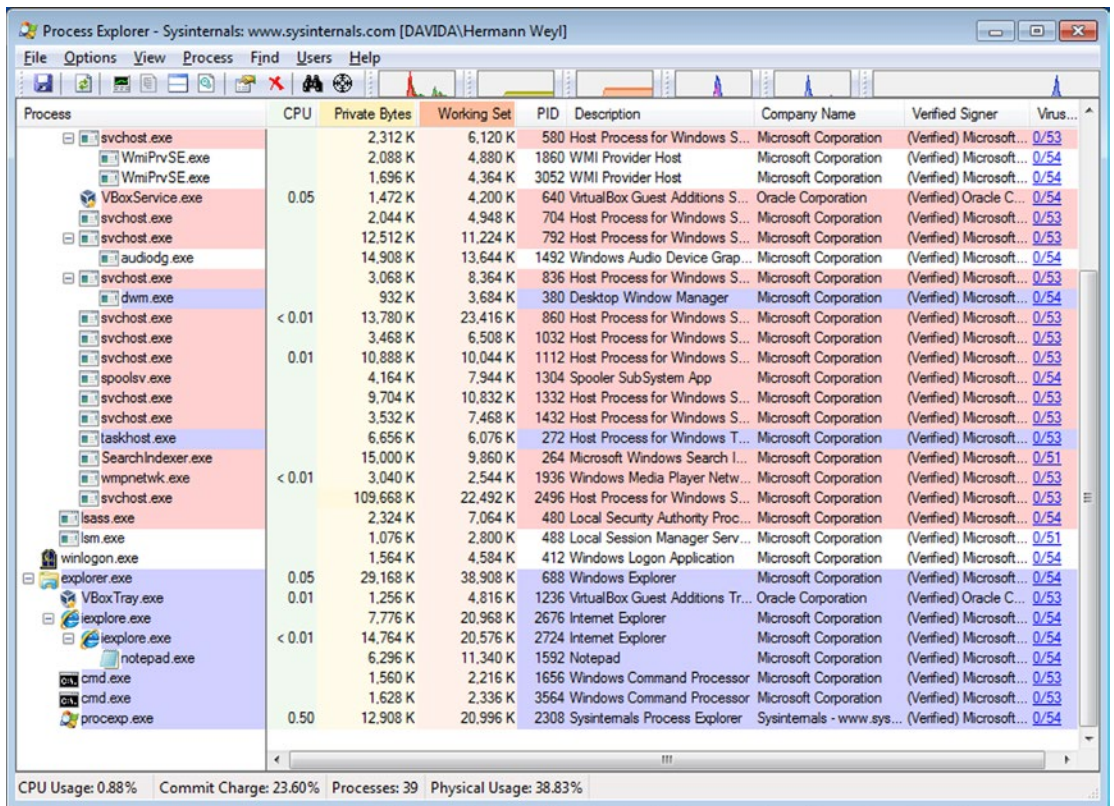 Process Explorer - Sysinternals: www.sysinternals.com [DAVIDA\Hermann Weyl]
File Options View Process Find Users Help
Process CPU Private Bytes Working Set PID Description Company Name Verified Signer Virus...
svchost.exe 2,312 K 6,120 K 580 Host Process for Windows S... Microsoft Corporation (Verified) Microsoft... 0/53
WmiPrvSE.exe 2,088 K 4,880 K 1860 WMI Provider Host Microsoft Corporation (Verified) Microsoft... 0/54
WmiPrvSE.exe 1,696 K 4,364 K 3052 WMI Provider Host Microsoft Corporation (Verified) Microsoft... 0/54
VBoxService.exe 0.05 1,472 K 4,200 K 640 VirtualBox Guest Additions S... Oracle Corporation (Verified) Oracle C... 0/54
svchost.exe 2,044 K 4,948 K 704 Host Process for Windows S... Microsoft Corporation (Verified) Microsoft... 0/53
svchost.exe 12,512 K 11,224 K 792 Host Process for Windows S... Microsoft Corporation (Verified) Microsoft... 0/53
audiodg.exe 14,908 K 13,644 K 1492 Windows Audio Device Grap... Microsoft Corporation (Verified) Microsoft... 0/54
svchost.exe 3,068 K 8,364 K 836 Host Process for Windows S... Microsoft Corporation (Verified) Microsoft... 0/53
dwm.exe 932 K 3,684 K 380 Desktop Window Manager Microsoft Corporation (Verified) Microsoft... 0/54
svchost.exe < 0.01 13,780 K 23,416 K 860 Host Process for Windows S... Microsoft Corporation (Verified) Microsoft... 0/53
svchost.exe 3,468 K 6,508 K 1032 Host Process for Windows S... Microsoft Corporation (Verified) Microsoft... 0/53
svchost.exe 0.01 10,888 K 10,044 K 1112 Host Process for Windows S... Microsoft Corporation (Verified) Microsoft... 0/53
spoolsv.exe 4,164 K 7,944 K 1304 Spooler SubSystem App Microsoft Corporation (Verified) Microsoft... 0/54
svchost.exe 9,704 K 10,832 K 1332 Host Process for Windows S... Microsoft Corporation (Verified) Microsoft... 0/53
svchost.exe 3,532 K 7,468 K 1432 Host Process for Windows S... Microsoft Corporation (Verified) Microsoft... 0/53
taskhost.exe 6,656 K 6,076 K 272 Host Process for Windows T... Microsoft Corporation (Verified) Microsoft... 0/53
SearchIndexer.exe 15,000 K 9,860 K 264 Microsoft Windows Search I... Microsoft Corporation (Verified) Microsoft... 0/51
wmpnetwk.exe < 0.01 3,040 K 2,544 K 1936 Windows Media Player Netw... Microsoft Corporation (Verified) Microsoft... 0/53
svchost.exe 109,668 K 22,492 K 2496 Host Process for Windows S... Microsoft Corporation (Verified) Microsoft... 0/53
lsass.exe 2,324 K 7,064 K 480 Local Security Authority Proc... Microsoft Corporation (Verified) Microsoft... 0/54
lsm.exe 1,076 K 2,800 K 488 Local Session Manager Serv... Microsoft Corporation (Verified) Microsoft... 0/51
winlogon.exe 1,564 K 4,584 K 412 Windows Logon Application Microsoft Corporation (Verified) Microsoft... 0/54
explorer.exe 0.05 29,168 K 38,908 K 688 Windows Explorer Microsoft Corporation (Verified) Microsoft... 0/54
VBoxTray.exe 0.01 1,256 K 4,816 K 1236 VirtualBox Guest Additions Tr... Oracle Corporation (Verified) Oracle C... 0/53
iexplore.exe 7,776 K 20,968 K 2676 Internet Explorer Microsoft Corporation (Verified) Microsoft... 0/54
iexplore.exe < 0.01 14,764 K 20,576 K 2724 Internet Explorer Microsoft Corporation (Verified) Microsoft... 0/54
notepad.exe 6,296 K 11,340 K 1592 Notepad Microsoft Corporation (Verified) Microsoft... 0/54
cmd.exe 1,560 K 2,216 K 1656 Windows Command Processor Microsoft Corporation (Verified) Microsoft... 0/53
cmd.exe 1,628 K 2,336 K 3564 Windows Command Processor Microsoft Corporation (Verified) Microsoft... 0/53
procexp.exe 0.50 12,908 K 20,996 K 2308 Sysinternals Process Explorer Sysinternals - www.sys... (Verified) Microsoft... 0/54
CPU Usage: 0.88% Commit Charge: 23.60% Processes: 39 Physical Usage: 38.83%